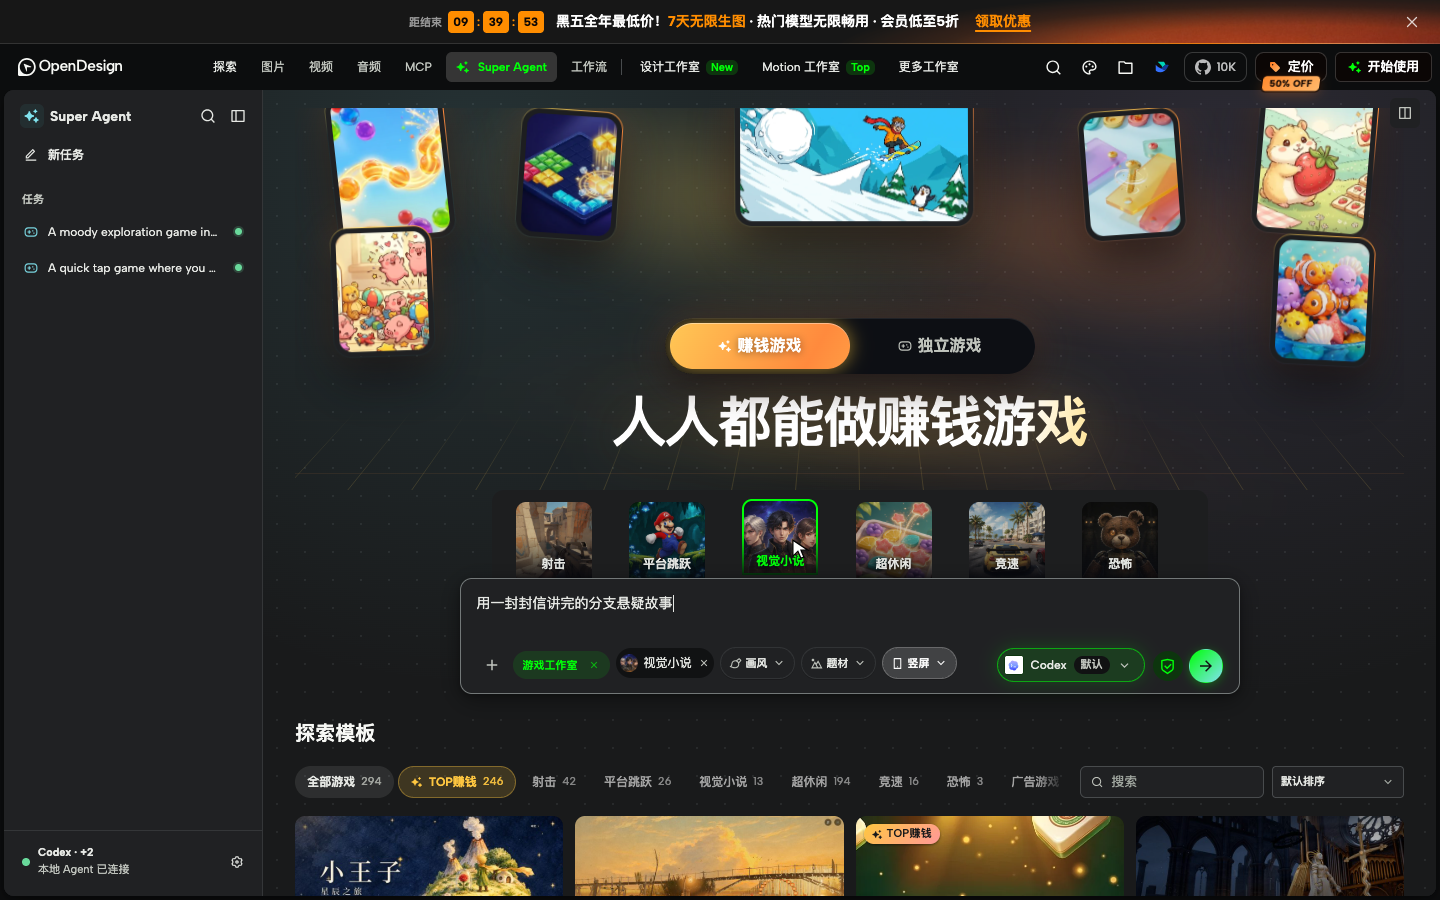 距结束 09 : 39 : 53 黑五全年最低价！7天无限生图 · 热门模型无限畅用 · 会员低至5折 领取优惠
OpenDesign 探索 图片 视频 音频 MCP Super Agent 工作流 设计工作室 New Motion 工作室 Top 更多工作室 10K 定价 开始使用
50% OFF
Super Agent
新任务
任务
A moody exploration game in...
A quick tap game where you ...
赚钱游戏 独立游戏
人人都能做赚钱游戏
射击 平台跳跃 视觉小说 超休闲 竞速 恐怖
用一封封信讲完的分支悬疑故事
游戏工作室 × 视觉小说 × 画风 题材 竖屏 Codex 默认
探索模板
全部游戏 294 TOP赚钱 246 射击 42 平台跳跃 26 视觉小说 13 超休闲 194 竞速 16 恐怖 3 广告游戏 搜索 默认排序
TOP赚钱
小王子
星辰之旅
Codex · +2
本地 Agent 已连接